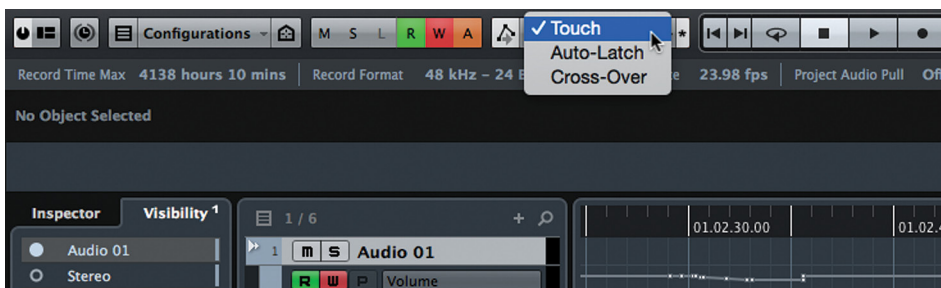 Configurations M S L R W A Touch *
Auto-Latch
Cross-Over
Record Time Max 4138 hours 10 mins Record Format 48 kHz – 24 23.98 fps Project Audio Pull
No Object Selected
Inspector Visibility 1 1 / 6 +
01.02.30.00
1 m S Audio 01
Audio 01
Stereo
R W P Volume